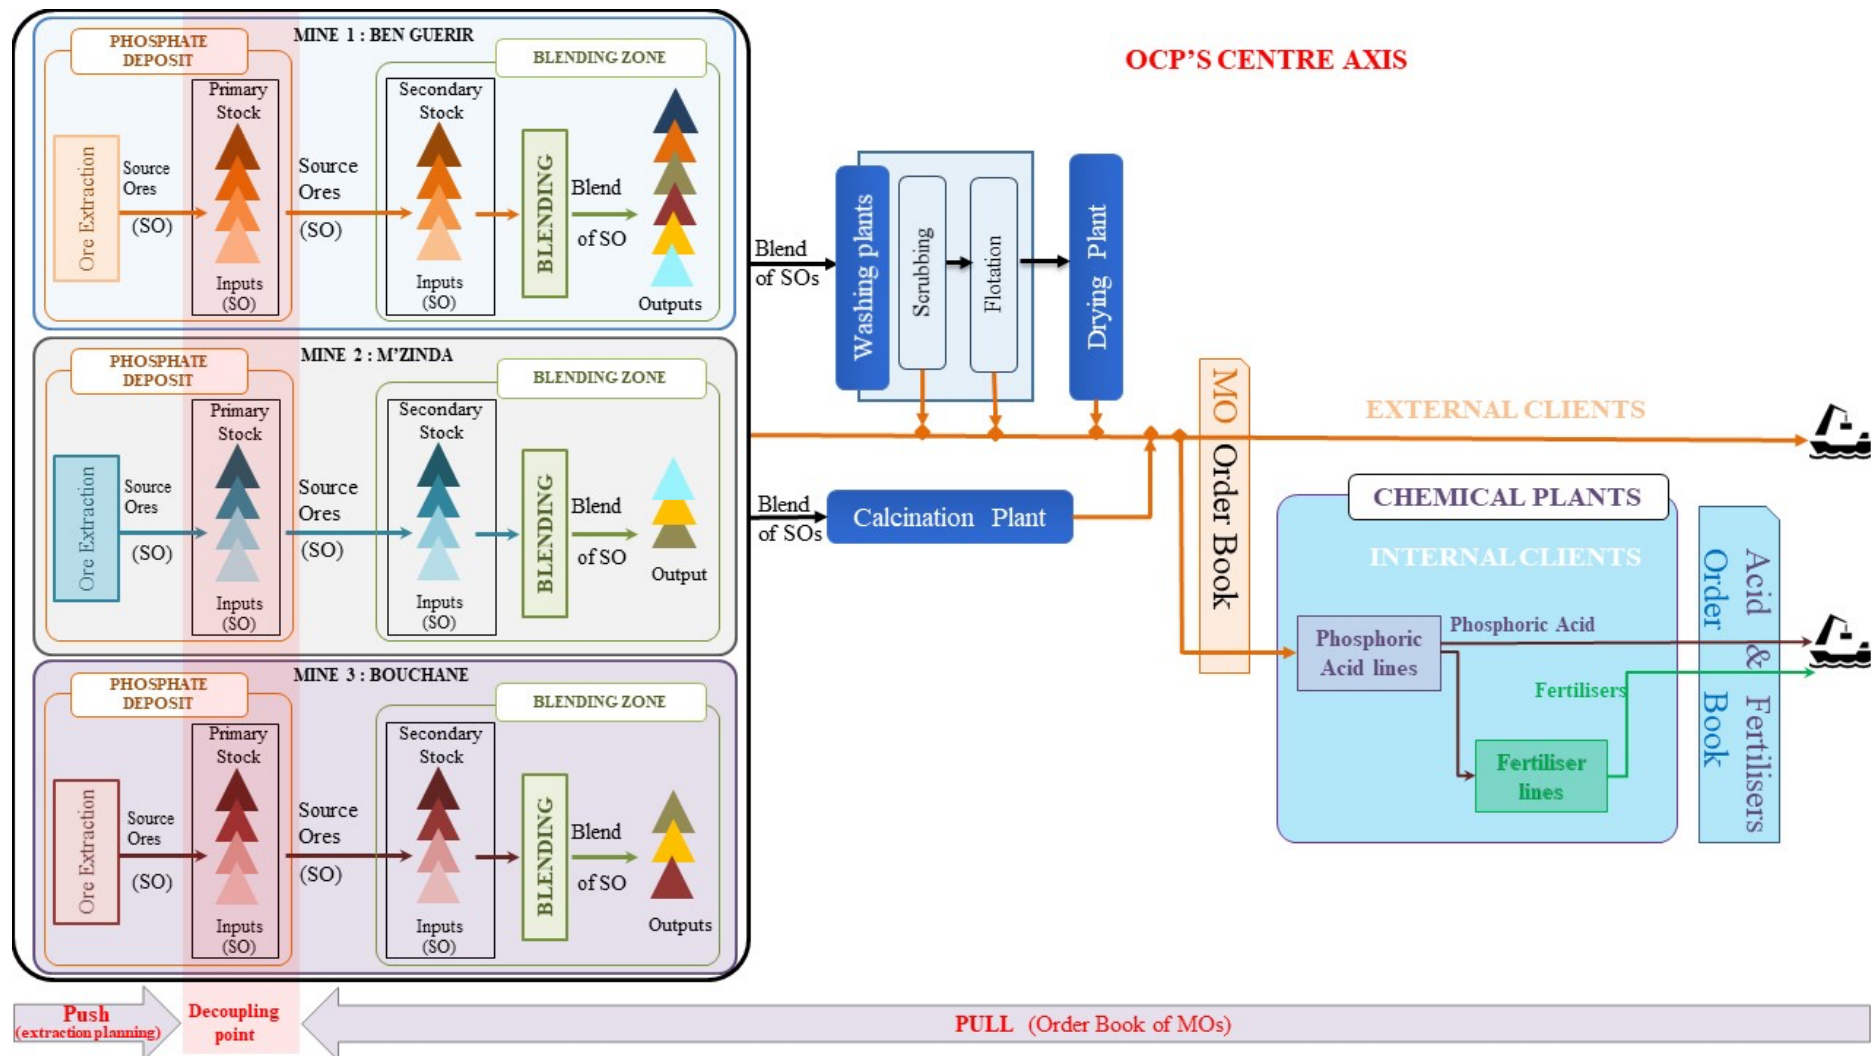 OCP'S CENTRE AXIS
MINE 1 : BEN GUERIR
PHOSPHATE
DEPOSIT
BLENDING ZONE
Ore Extraction
Source
Ores
(SO)
Primary
Stock
Inputs
(SO)
Source
Ores
(SO)
Secondary
Stock
Inputs
(SO)
BLENDING
Blend
of SO
Outputs
MINE 2 : M'ZINDA
PHOSPHATE
DEPOSIT
BLENDING ZONE
Ore Extraction
Source
Ores
(SO)
Primary
Stock
Inputs
(SO)
Source
Ores
(SO)
Secondary
Stock
Inputs
(SO)
BLENDING
Blend
of SO
Output
MINE 3 : BOUCHANE
PHOSPHATE
DEPOSIT
BLENDING ZONE
Ore Extraction
Source
Ores
(SO)
Primary
Stock
Inputs
(SO)
Source
Ores
(SO)
Secondary
Stock
Inputs
(SO)
BLENDING
Blend
of SO
Outputs
Blend
of SOs
Washing plants
Scrubbing
Flotation
Drying Plant
Blend
of SOs
Calcination Plant
MO Order Book
EXTERNAL CLIENTS
CHEMICAL PLANTS
INTERNAL CLIENTS
Phosphoric
Acid lines
Phosphoric Acid
Fertilisers
Fertiliser
lines
Acid & Fertilisers
Order Book
Push
(extraction planning)
Decoupling
point
PULL (Order Book of MOs)